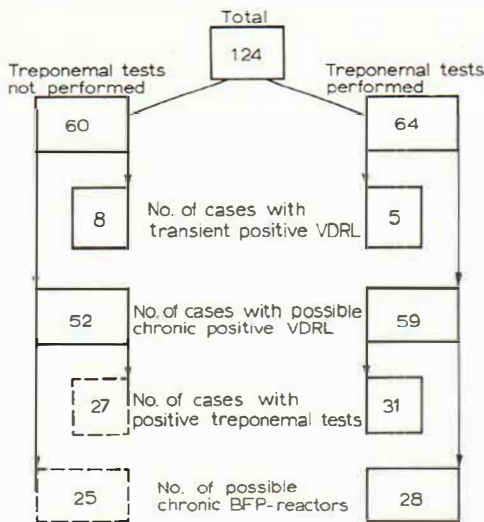 Total
124
Treponemal tests
not performed
Treponemal tests
performed
60
64
8
No. of cases with
transient positive VDRL
5
52
No. of cases with possible
chronic positive VDRL
59
27
No. of cases with
positive treponemal tests
31
25
No. of possible
chronic BFP-reactors
28